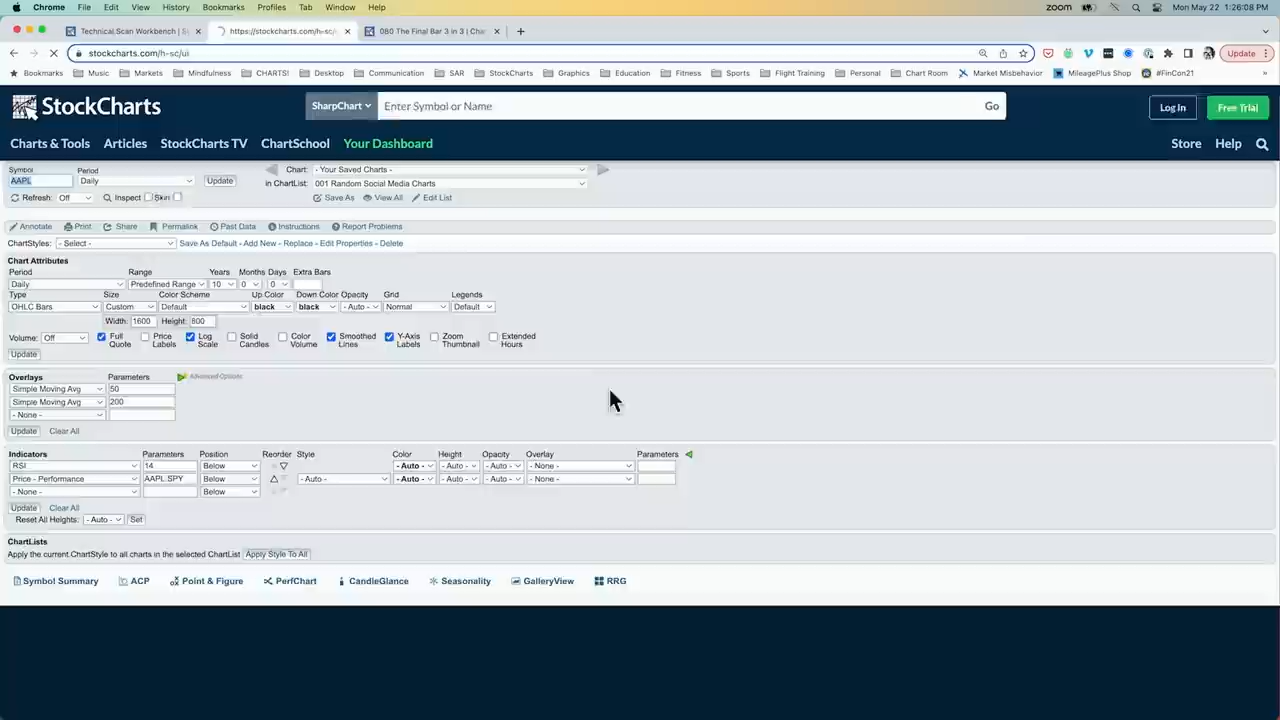 Chrome File Edit View History Bookmarks Profiles Tab Window Help zoom Mon May 22 1:26:08 PM
Technical Scan Workbench | S https://stockcharts.com/h-sc/ 080 The Final Bar 3 in 3 | Char
stockcharts.com/h-sc/ui Update
Bookmarks Music Markets Mindfulness CHARTS! Desktop Communication SAR StockCharts Graphics Education Fitness Sports Flight Training Personal Chart Room Market Misbehavior MileagePlus Shop #FinCon21 »
StockCharts SharpChart Enter Symbol or Name Go Log In Free Trial
Charts & Tools Articles StockCharts TV ChartSchool Your Dashboard Store Help
Symbol Period Chart: - Your Saved Charts -
AAPL Daily Update in ChartList: 001 Random Social Media Charts
Refresh: Off Inspect Skin Save As View All Edit List
Annotate Print Share Permalink Past Data Instructions Report Problems
ChartStyles: - Select - Save As Default - Add New - Replace - Edit Properties - Delete
Chart Attributes
Period Range Years Months Days Extra Bars
Daily Predefined Range 10 0 0
Type Size Color Scheme Up Color Down Color Opacity Grid Legends
OHLC Bars Custom Default black black - Auto - Normal Default
Width: 1600 Height: 800
Volume: Off Full Quote Price Labels Log Scale Solid Candles Color Volume Smoothed Lines Y-Axis Labels Zoom Thumbnail Extended Hours
Update
Overlays Parameters Advanced Options
Simple Moving Avg 50
Simple Moving Avg 200
- None -
Update Clear All
Indicators Parameters Position Reorder Style Color Height Opacity Overlay Parameters
RSI 14 Below - Auto - - Auto - - Auto - - None -
Price - Performance AAPL:SPY Below - Auto - - Auto - - Auto - - Auto - - None -
- None - Below
Update Clear All
Reset All Heights: - Auto - Set
ChartLists
Apply the current ChartStyle to all charts in the selected ChartList Apply Style To All
Symbol Summary ACP Point & Figure PerfChart CandleGlance Seasonality GalleryView RRG